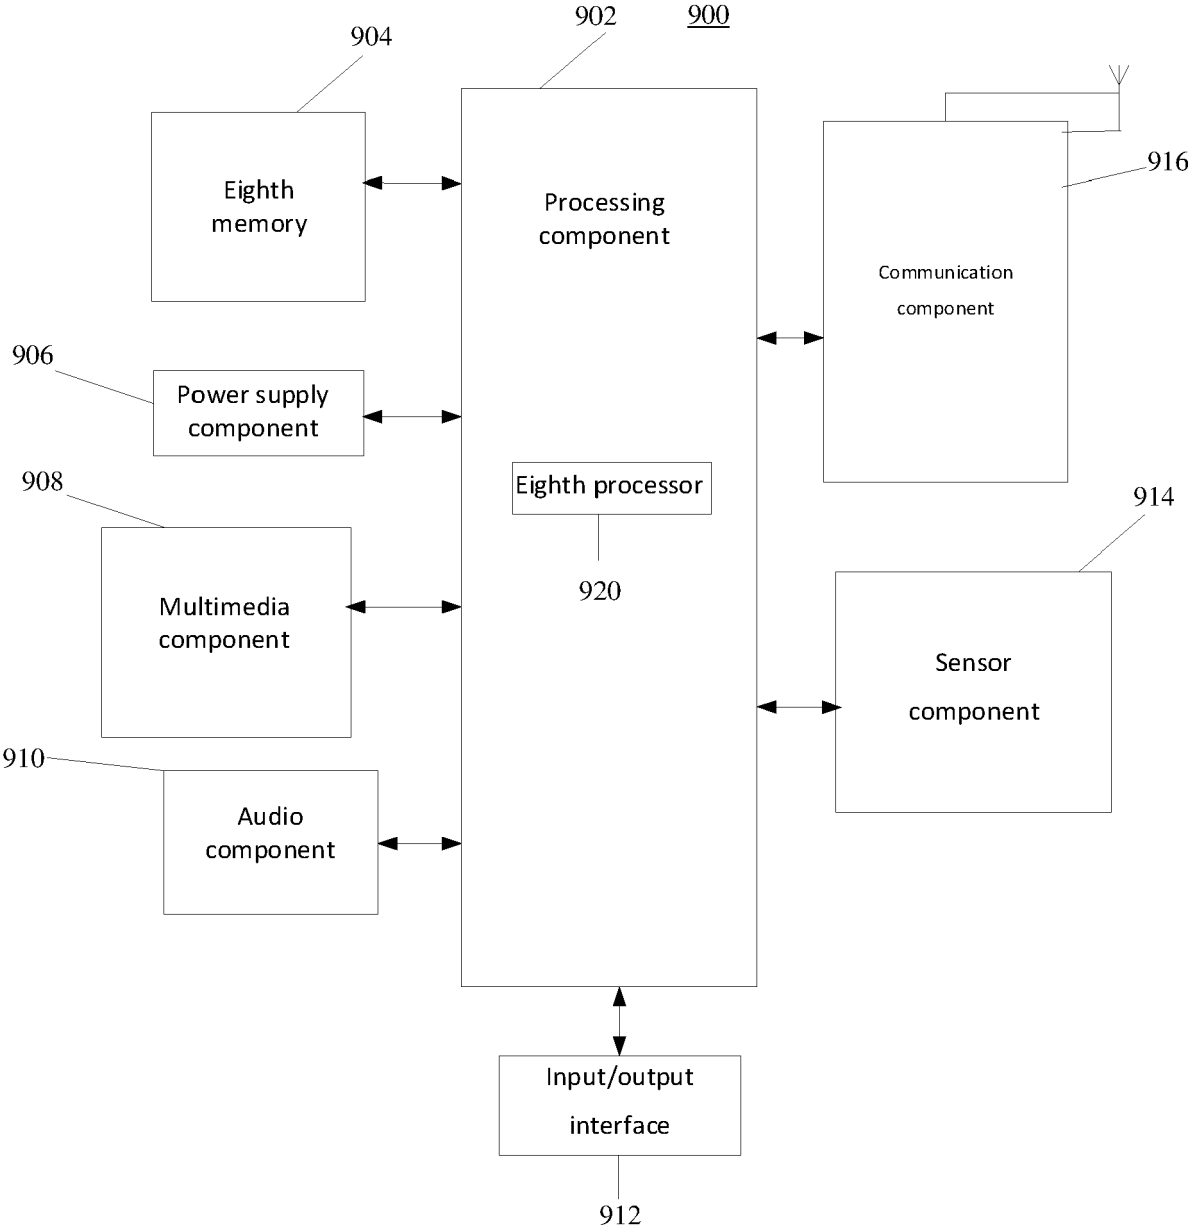 902
900
904
916
Eighth
memory
Processing
component
Communication
component
906
Power supply
component
908
Eighth processor
914
920
Multimedia
component
Sensor
component
910
Audio
component
Input/output
interface
912